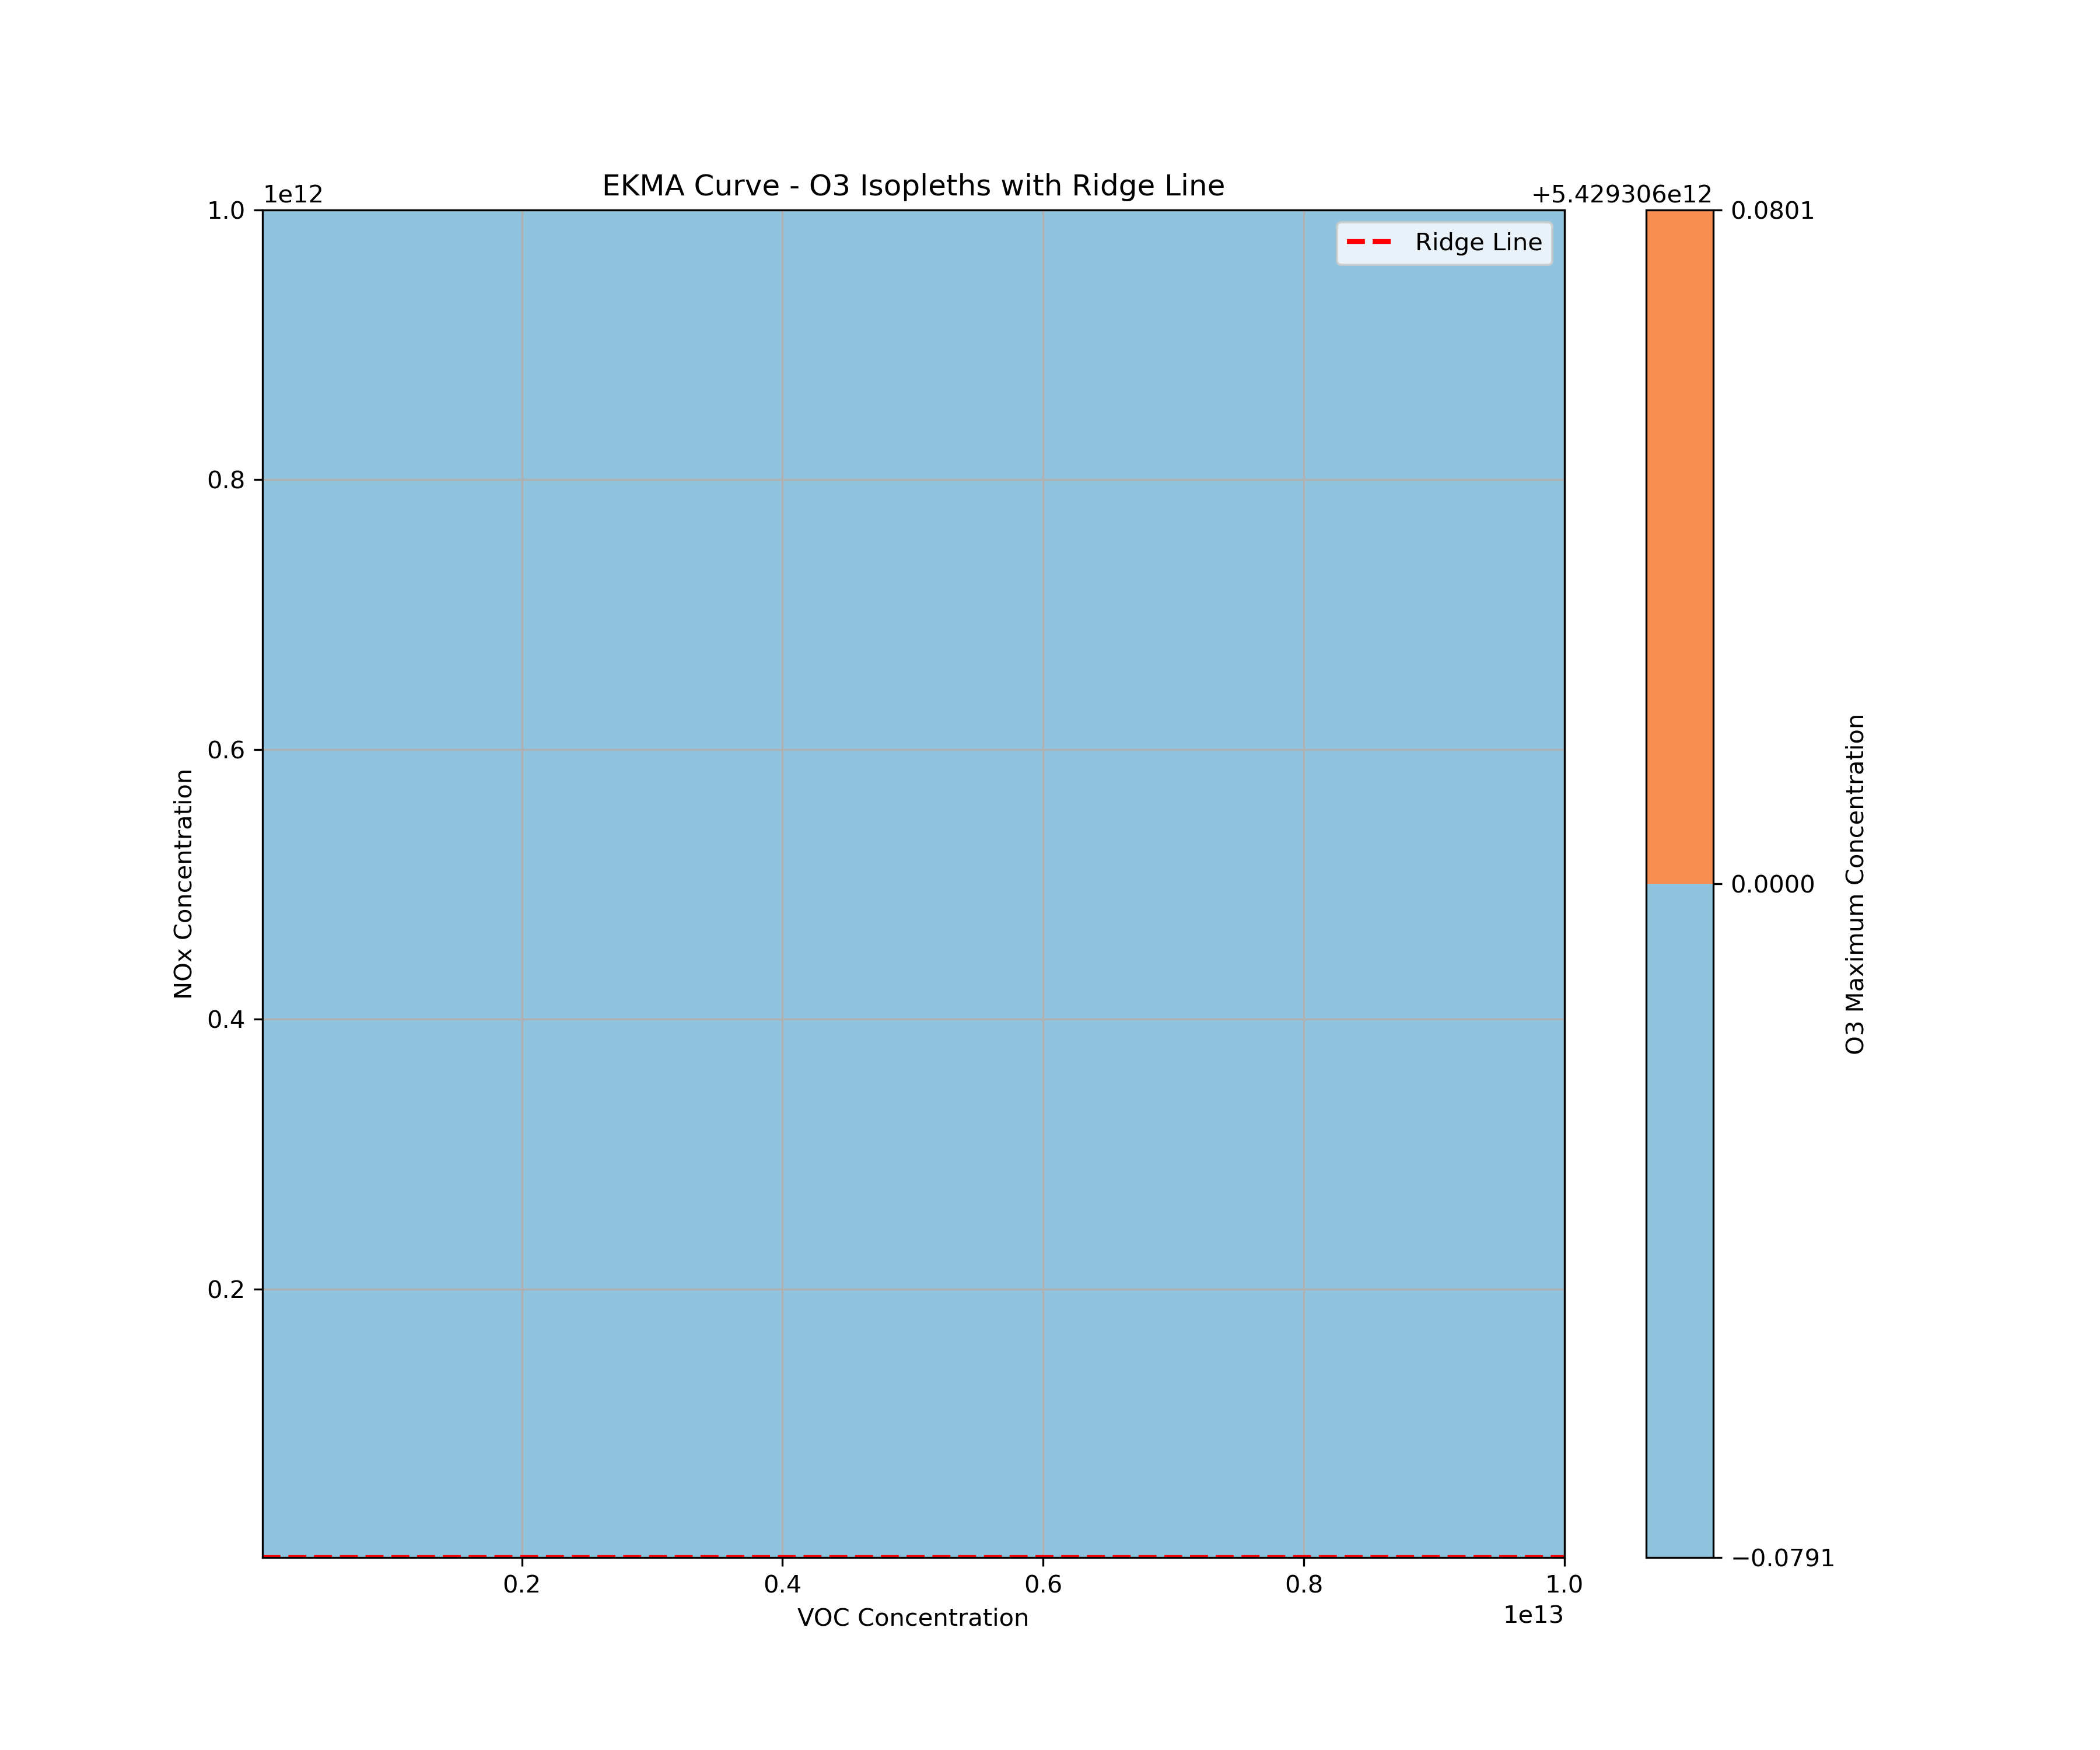 EKMA Curve - O3 Isopleths with Ridge Line
1e12
+5.429306e12
1.0
0.8
0.6
0.4
0.2
NOx Concentration
Ridge Line
0.2
0.4
0.6
0.8
1.0
VOC Concentration
1e13
0.0801
0.0000
−0.0791
O3 Maximum Concentration